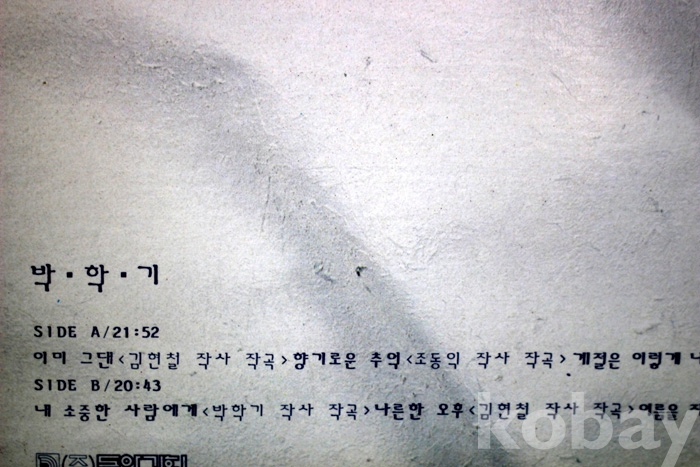 박·학·기
SIDE A/21:52
이미 그댄<김현철 작사 작곡>향기로운 추억<조동익 작사 작곡>계절은 이렇게
SIDE B/20:43
내 소중한 사람에게<박학기 작사 작곡>나른한 오후<김현철 작사 작곡>여름을
kobay